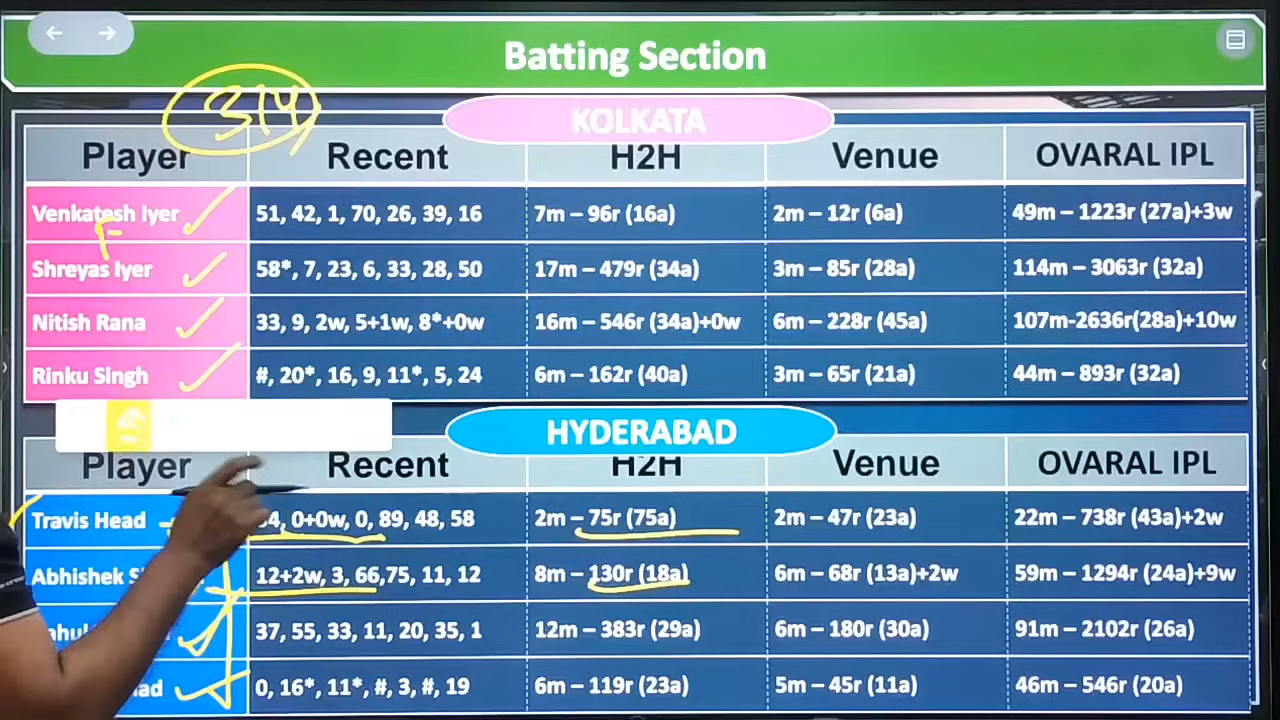 Batting Section
314
KOLKATA
Player Recent H2H Venue OVARAL IPL
Venkatesh Iyer 51, 42, 1, 70, 26, 39, 16 7m – 96r (16a) 2m – 12r (6a) 49m – 1223r (27a)+3w
Shreyas Iyer 58*, 7, 23, 6, 33, 28, 50 17m – 479r (34a) 3m – 85r (28a) 114m – 3063r (32a)
Nitish Rana 33, 9, 2w, 5+1w, 8*+0w 16m – 546r (34a)+0w 6m – 228r (45a) 107m-2636r(28a)+10w
Rinku Singh #, 20*, 16, 9, 11*, 5, 24 6m – 162r (40a) 3m – 65r (21a) 44m – 893r (32a)
HYDERABAD
Player Recent H2H Venue OVARAL IPL
Travis Head 0+0w, 0, 89, 48, 58 2m – 75r (75a) 2m – 47r (23a) 22m – 738r (43a)+2w
Abhishek 12+2w, 3, 66,75, 11, 12 8m – 130r (18a) 6m – 68r (13a)+2w 59m – 1294r (24a)+9w
37, 55, 33, 11, 20, 35, 1 12m – 383r (29a) 6m – 180r (30a) 91m – 2102r (26a)
0, 16*, 11*, #, 3, #, 19 6m – 119r (23a) 5m – 45r (11a) 46m – 546r (20a)